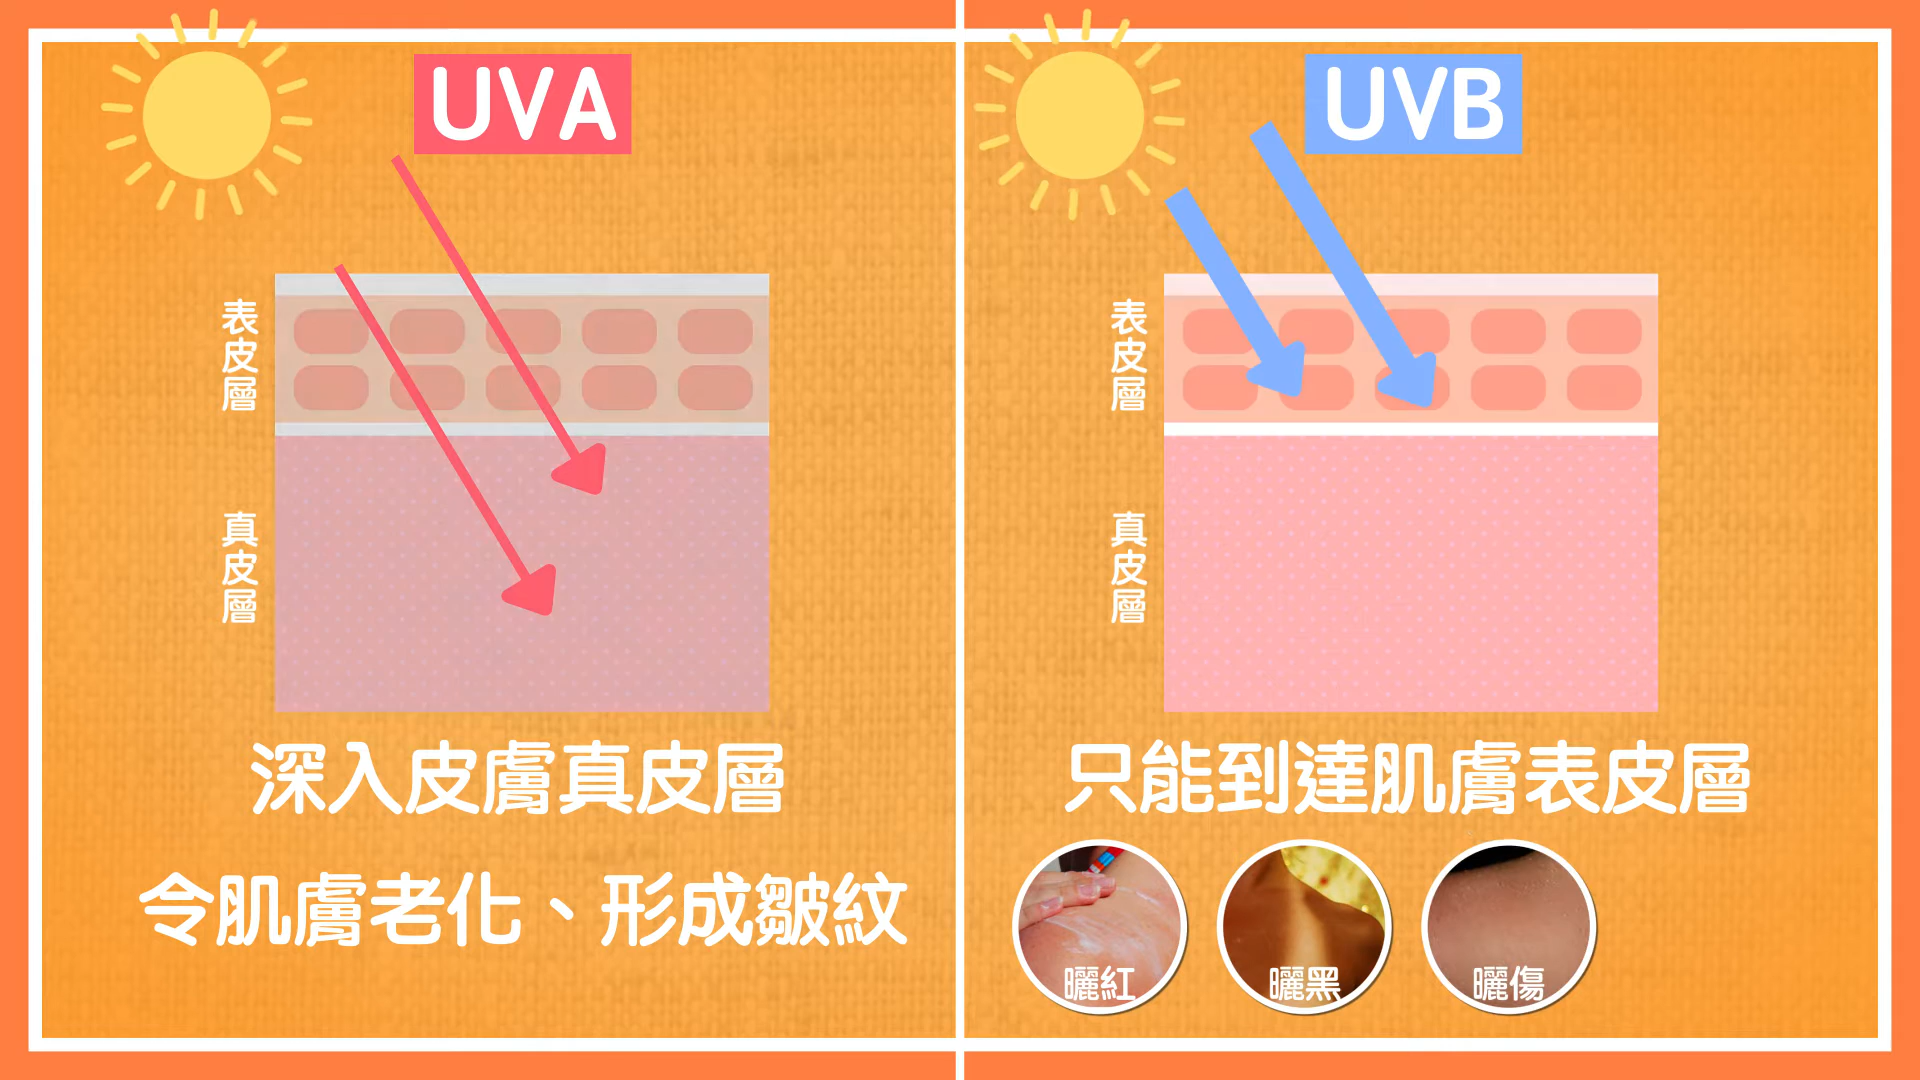 UVA
表皮層
真皮層
深入皮膚真皮層
令肌膚老化、形成皺紋
UVB
表皮層
真皮層
只能到達肌膚表皮層
曬紅
曬黑
曬傷